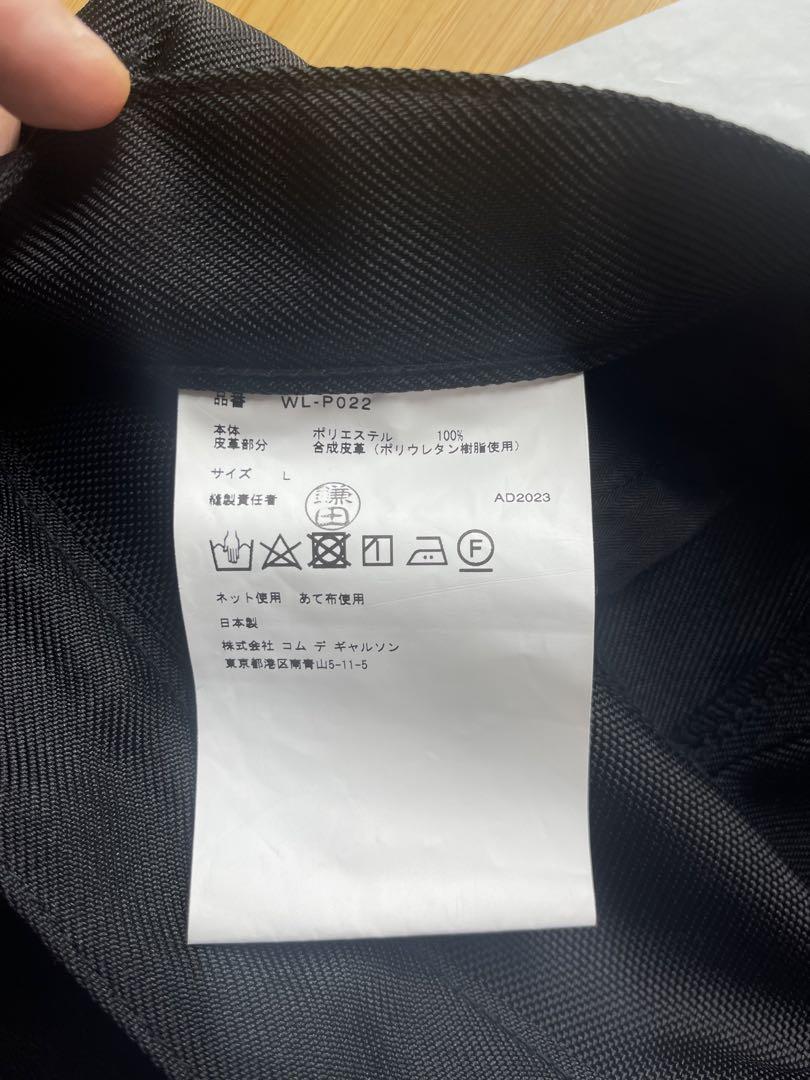 品番 WL-P022
本体 ポリエステル 100%
皮革部分 合成皮革(ポリウレタン樹脂使用)
サイズ L
縫製責任者 鎌田 AD2023
F
ネット使用 あて布使用
日本製
株式会社 コム デ ギャルソン
東京都港区南青山5-11-5